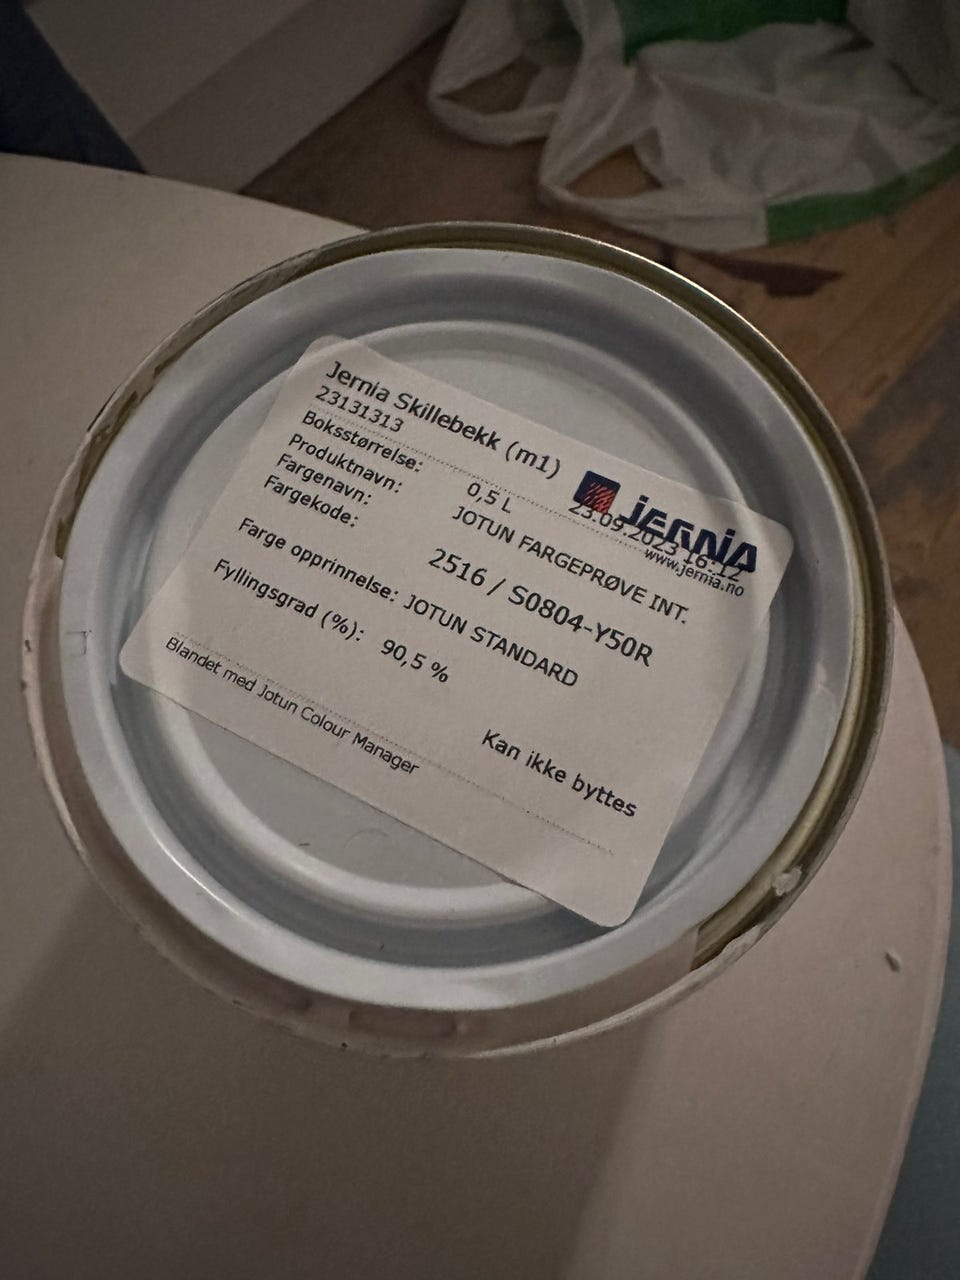 Jernia Skillebekk (m1)
23131313
jernia
23.09.2023 16:12
www.jernia.no
Boksstørrelse: 0,5 L
Produktnavn: JOTUN FARGEPRØVE INT.
Fargenavn:
Fargekode: 2516 / S0804-Y50R
Farge opprinnelse: JOTUN STANDARD
Fyllingsgrad (%): 90,5 %
Kan ikke byttes
Blandet med Jotun Colour Manager